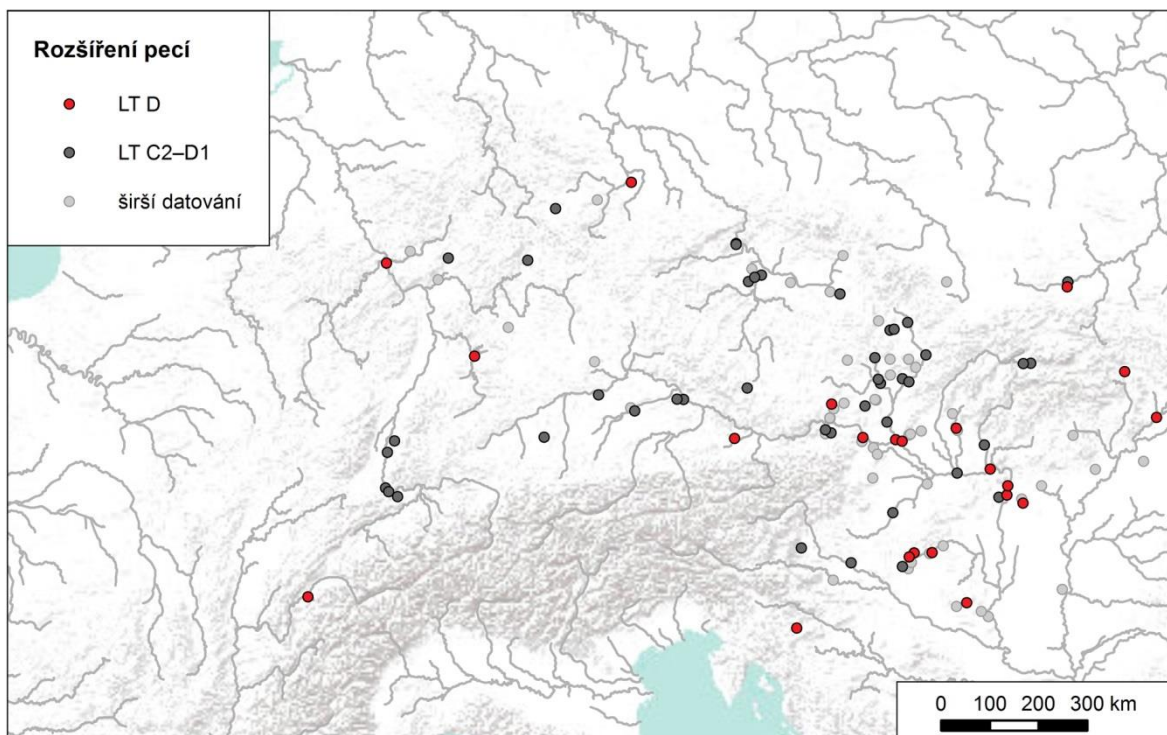 Rozšíření pecí
LT D
LT C2–D1
širší datování
0 100 200 300 km